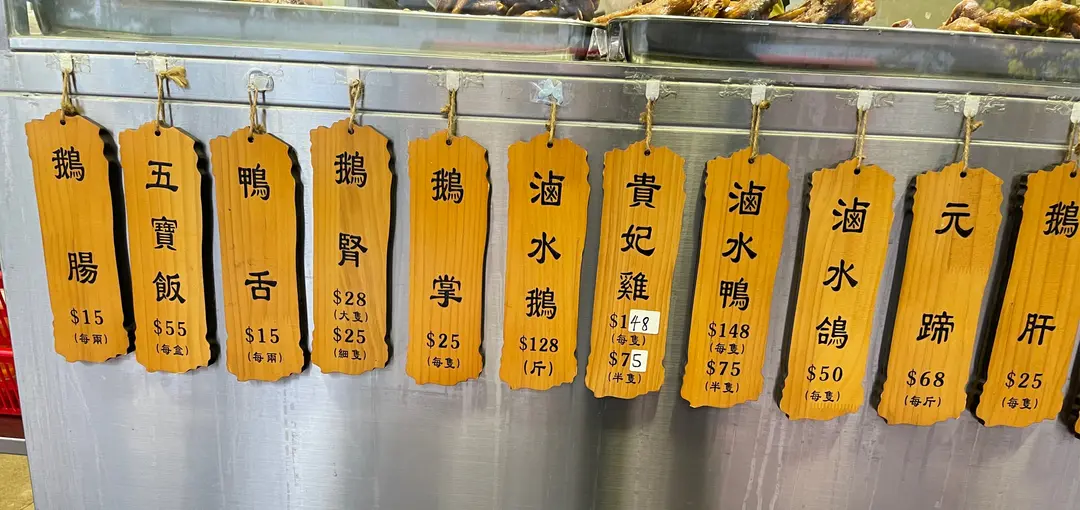 鵝腸
$15
(每兩)
五寶飯
$55
(每盒)
鴨舌
$15
(每兩)
鵝腎
$28
(大隻)
$25
(細隻)
鵝掌
$25
(每隻)
滷水鵝
$128
(斤)
貴妃雞
$148
(每隻)
$75
(半隻)
滷水鴨
$148
(每隻)
$75
(半隻)
滷水鴿
$50
(每隻)
元蹄
$68
(每斤)
鵝肝
$25
(每隻)